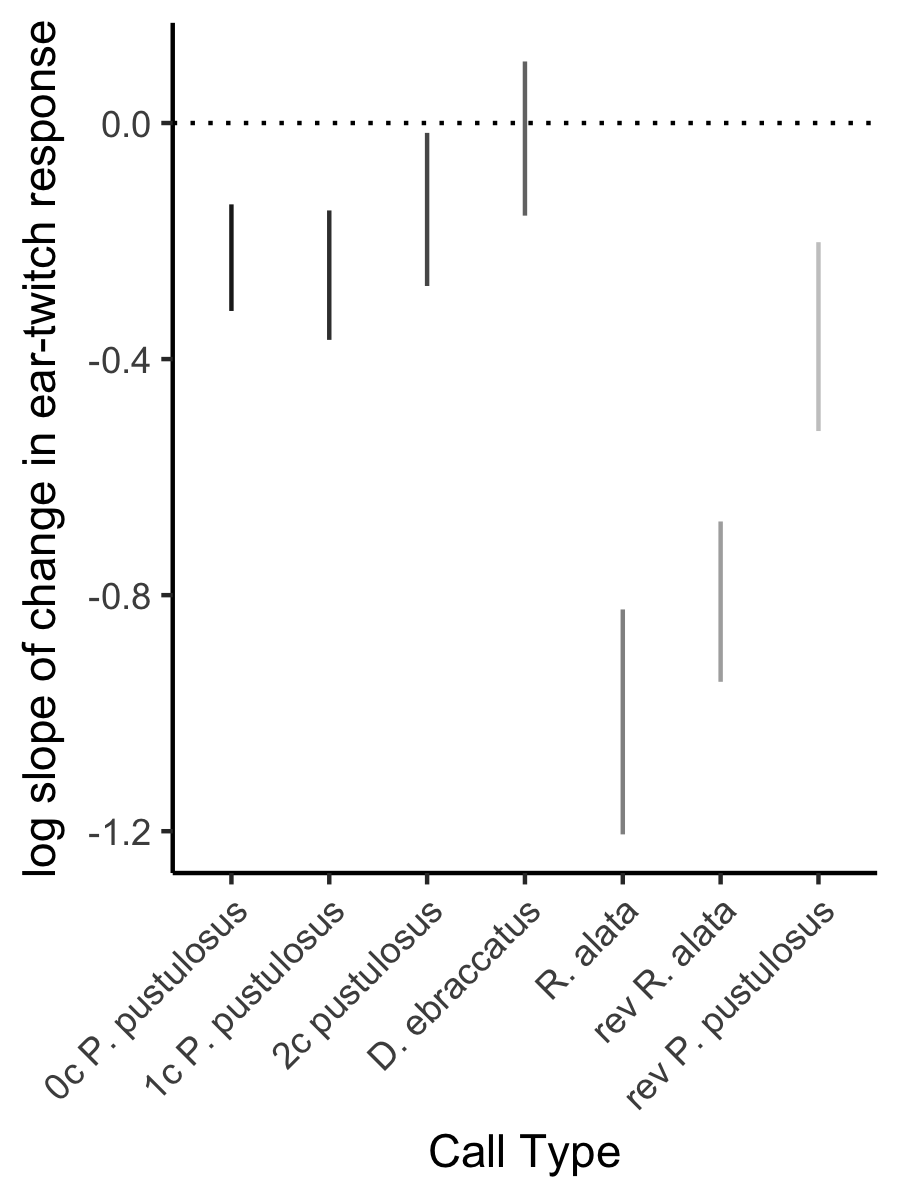 log slope of change in ear-twitch response
0.0
-0.4
-0.8
-1.2
0c P. pustulosus
1c P. pustulosus
2c pustulosus
D. ebraccatus
R. alata
rev R. alata
rev P. pustulosus
Call Type